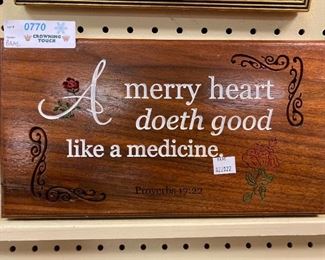 0770
CROWNING
TOUCH
A merry heart
doeth good
like a medicine.
Proverbs 17:22